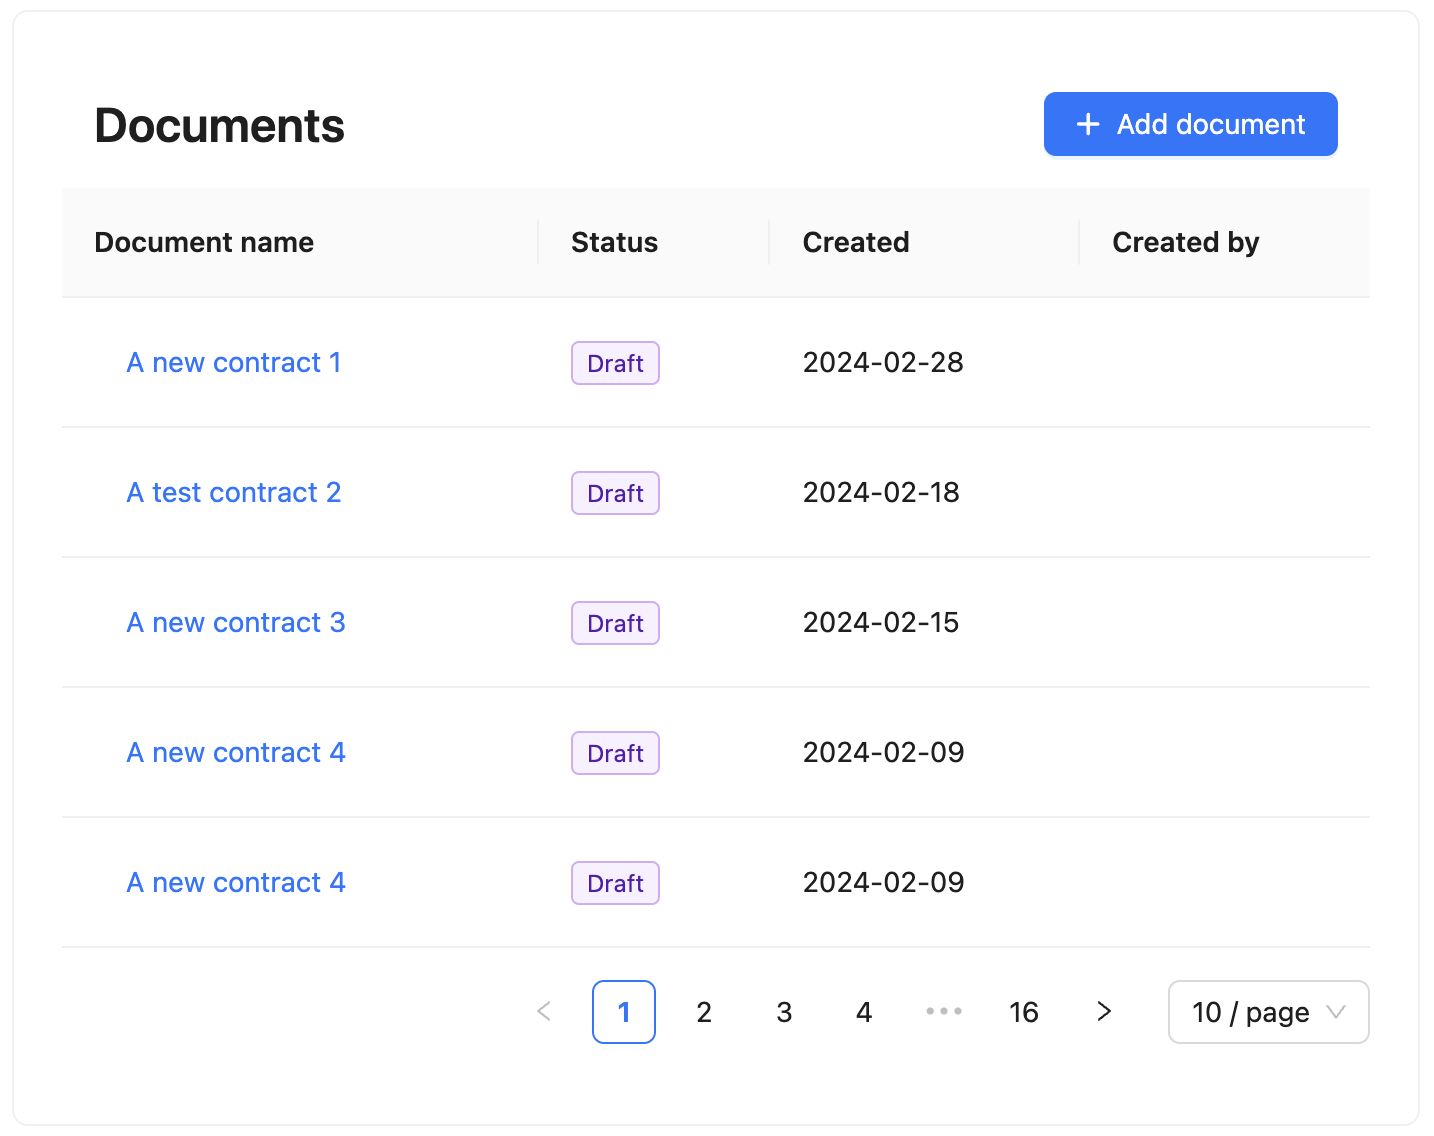 Documents
+ Add document
Document name Status Created Created by
A new contract 1 Draft 2024-02-28
A test contract 2 Draft 2024-02-18
A new contract 3 Draft 2024-02-15
A new contract 4 Draft 2024-02-09
A new contract 4 Draft 2024-02-09
< 1 2 3 4 ••• 16 > 10 / page